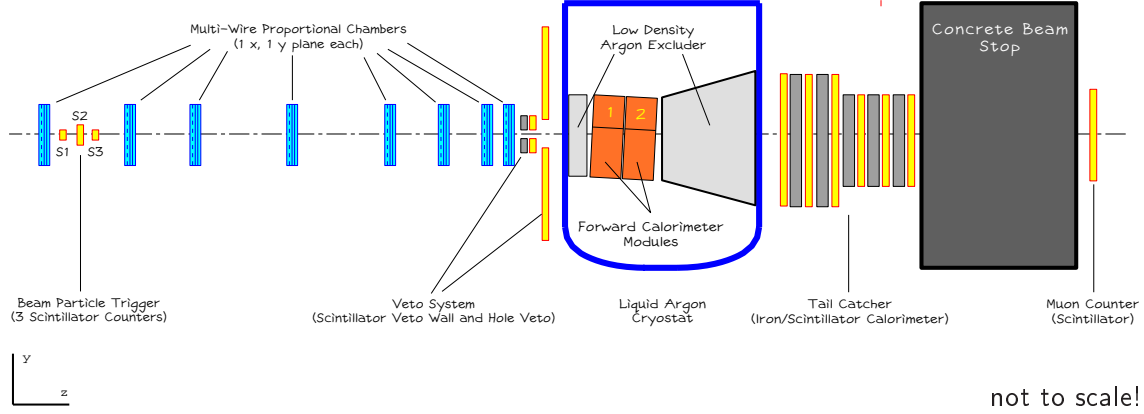 Multi-Wire Proportional Chambers
(1 x, 1 y plane each)
Low Density
Argon Excluder
Concrete Beam
Stop
S2
S1
S3
1
2
Forward Calorimeter
Modules
Beam Particle Trigger
(3 Scintillator Counters)
Veto System
(Scintillator Veto Wall and Hole Veto)
Liquid Argon
Cryostat
Tail Catcher
(Iron/Scintillator Calorimeter)
Muon Counter
(Scintillator)
y
z
not to scale!